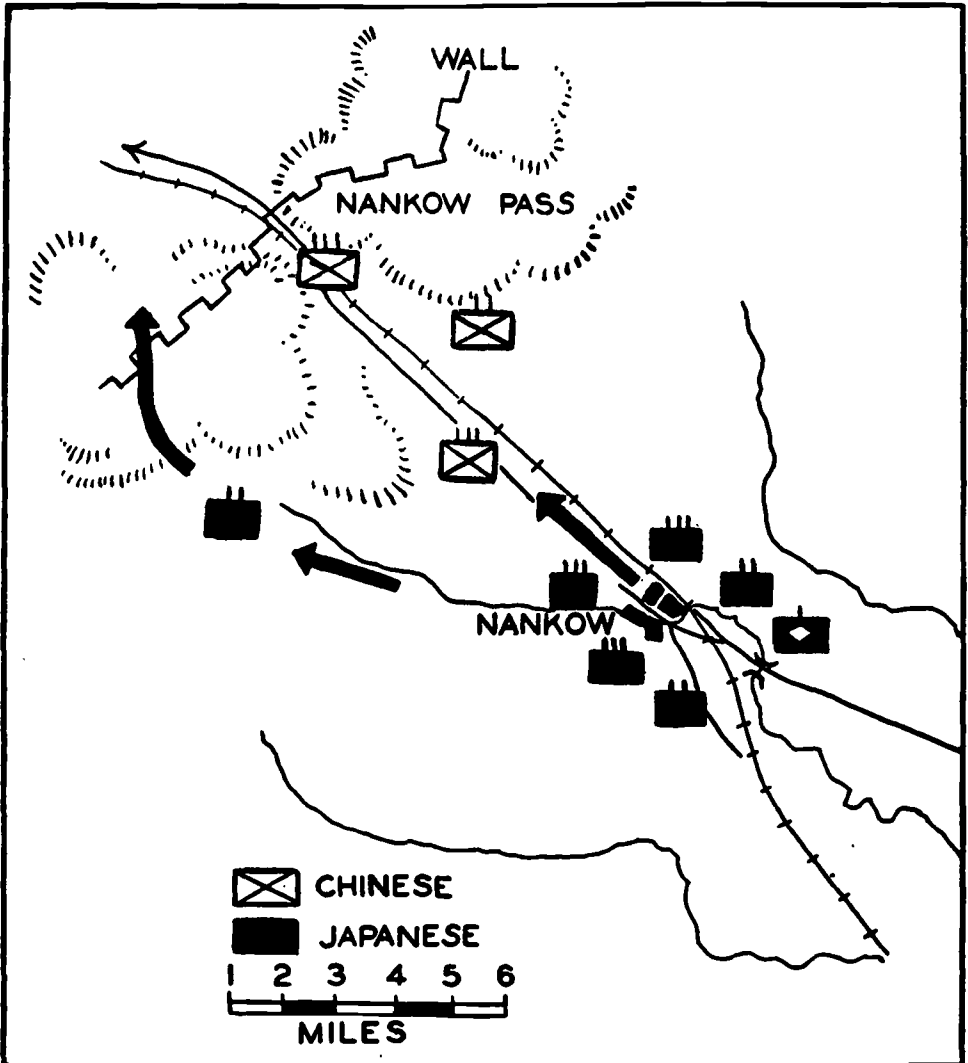 WALL
NANKOW PASS
NANKOW
CHINESE
JAPANESE
1 2 3 4 5 6
MILES